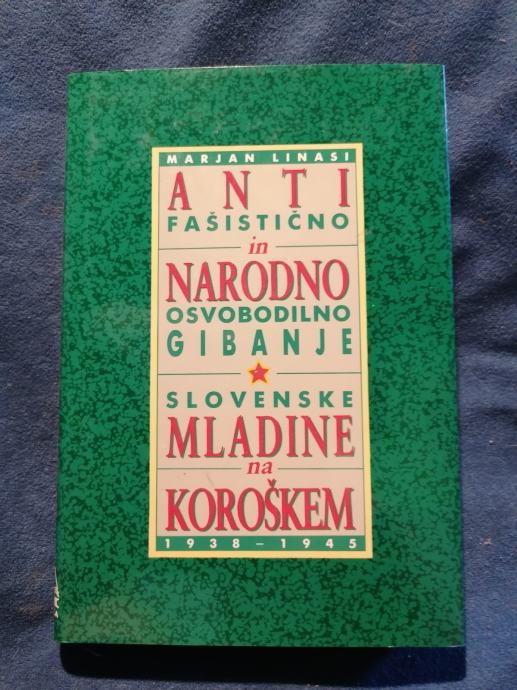 MARJAN LINASI
ANTI
FAŠISTIČNO
in
NARODNO
OSVOBODILNO
GIBANJE
SLOVENSKE
MLADINE
na
KOROŠKEM
1938-1945